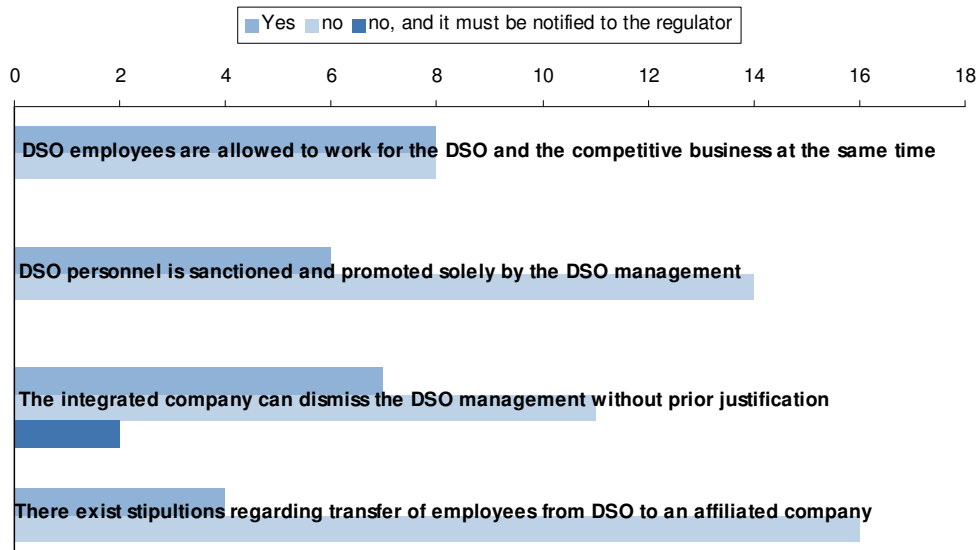 Yes no no, and it must be notified to the regulator
0 2 4 6 8 10 12 14 16 18
DSO employees are allowed to work for the DSO and the competitive business at the same time
DSO personnel is sanctioned and promoted solely by the DSO management
The integrated company can dismiss the DSO management without prior justification
There exist stipultions regarding transfer of employees from DSO to an affiliated company